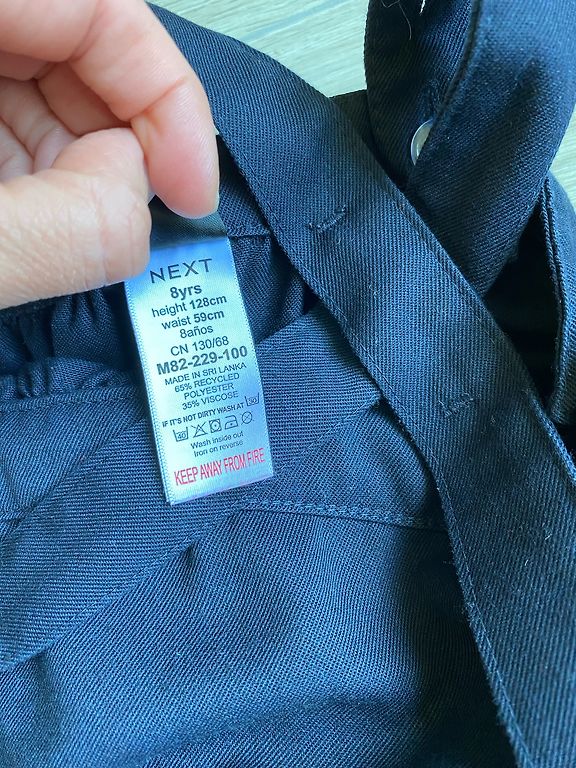 NEXT
8yrs
height 128cm
waist 59cm
8años
CN 130/68
M82-229-100
MADE IN SRI LANKA
65% RECYCLED
POLYESTER
35% VISCOSE
IF IT'S NOT DIRTY WASH AT 30
40
Wash inside out
Iron on reverse
KEEP AWAY FROM FIRE